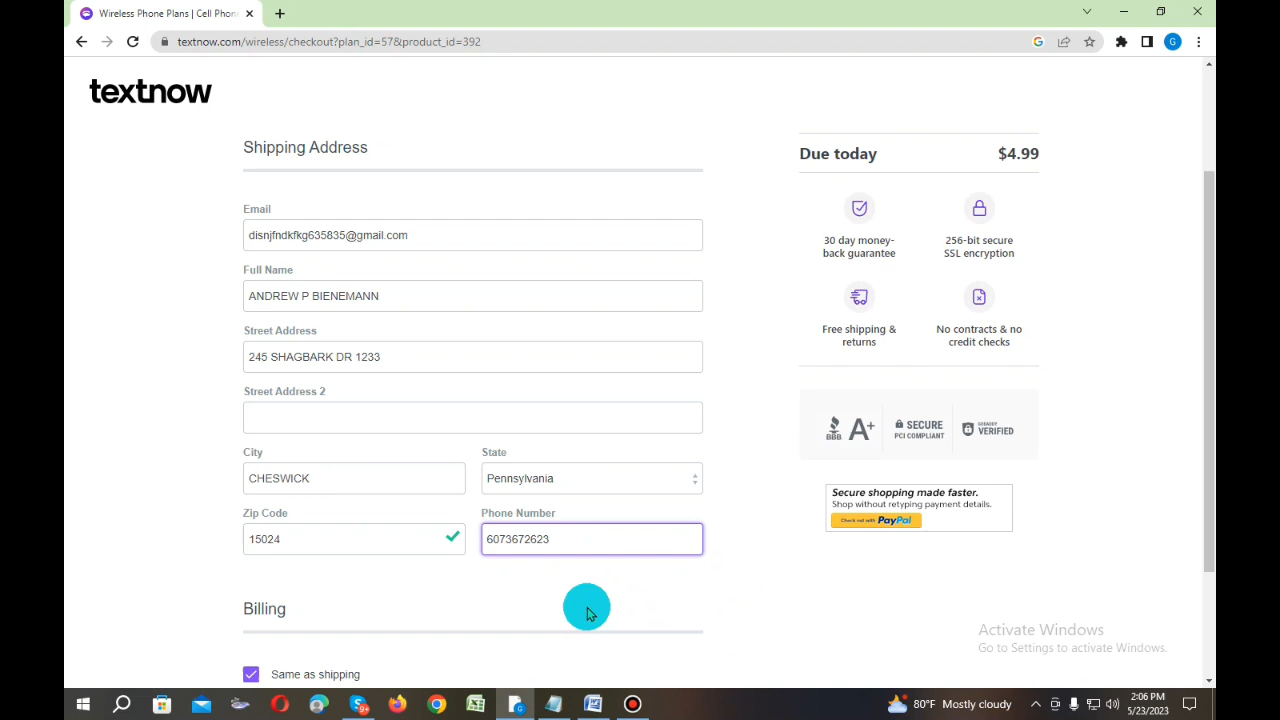 Wireless Phone Plans | Cell Phon
textnow.com/wireless/checkout?plan_id=57&product_id=392
G
textnow
Shipping Address
Email
disnjfndkfkg635835@gmail.com
Full Name
ANDREW P BIENEMANN
Street Address
245 SHAGBARK DR 1233
Street Address 2
City
State
CHESWICK
Pennsylvania
Zip Code
Phone Number
15024
6073672623
Billing
Same as shipping
Due today $4.99
30 day money-
back guarantee
256-bit secure
SSL encryption
Free shipping &
returns
No contracts & no
credit checks
BBB A+
SECURE
PCI COMPLIANT
GODADDY
VERIFIED
Secure shopping made faster.
Shop without retyping payment details.
Check out with PayPal
Activate Windows
Go to Settings to activate Windows.
80°F Mostly cloudy
2:06 PM
5/23/2023